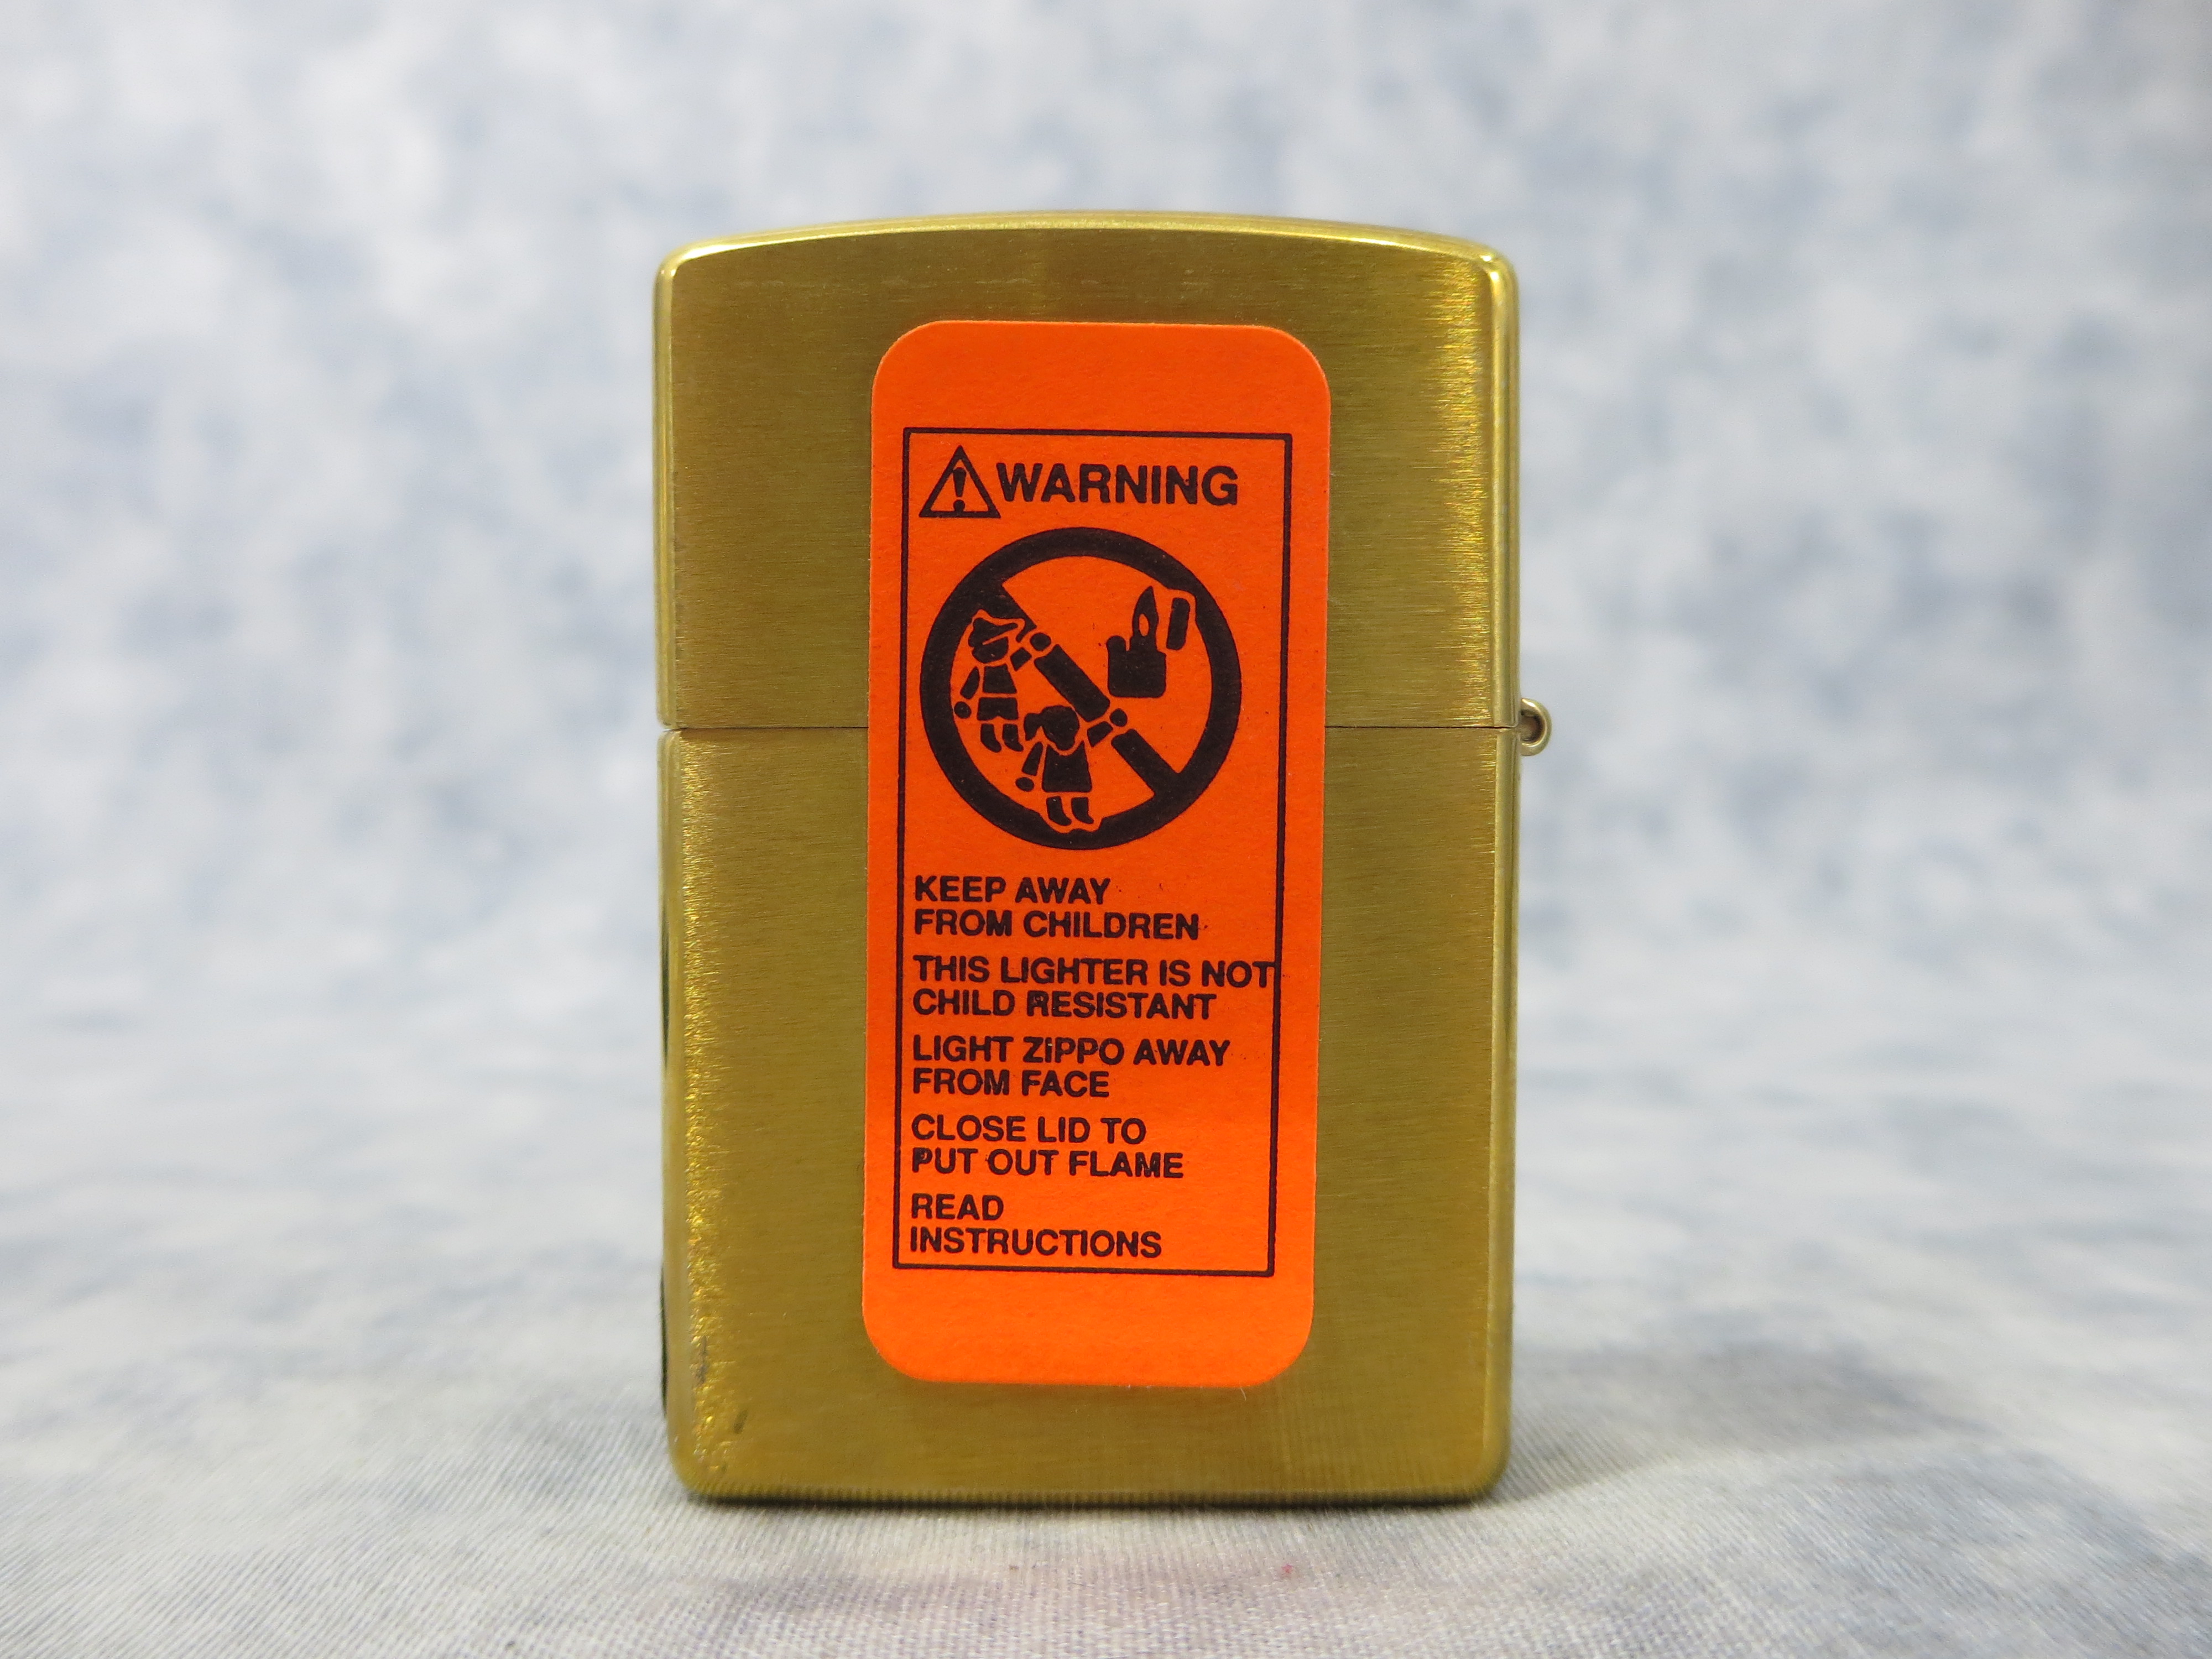 WARNING
KEEP AWAY
FROM CHILDREN
THIS LIGHTER IS NOT
CHILD RESISTANT
LIGHT ZIPPO AWAY
FROM FACE
CLOSE LID TO
PUT OUT FLAME
READ
INSTRUCTIONS